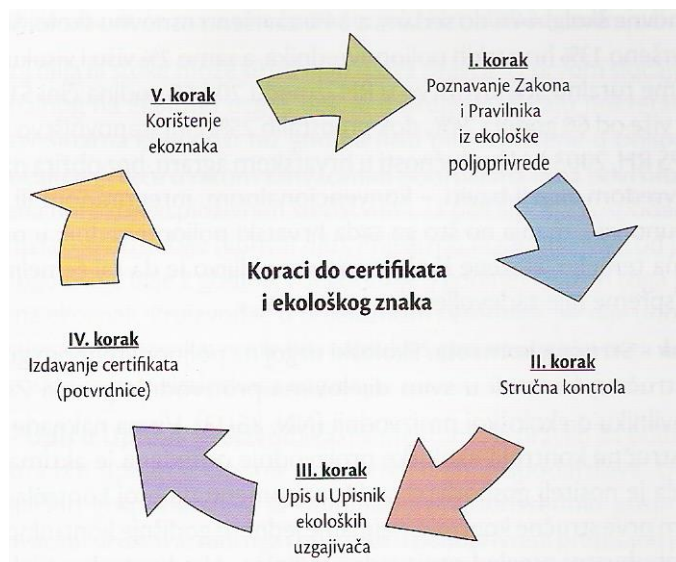 I. korak
Poznavanje Zakona
i Pravilnika
iz ekološke
poljoprivrede
II. korak
Stručna kontrola
III. korak
Upis u Upisnik
ekoloških
uzgajivača
IV. korak
Izdavanje certifikata
(potvrdnice)
V. korak
Korištenje
ekoznaka
Koraci do certifikata
i ekološkog znaka